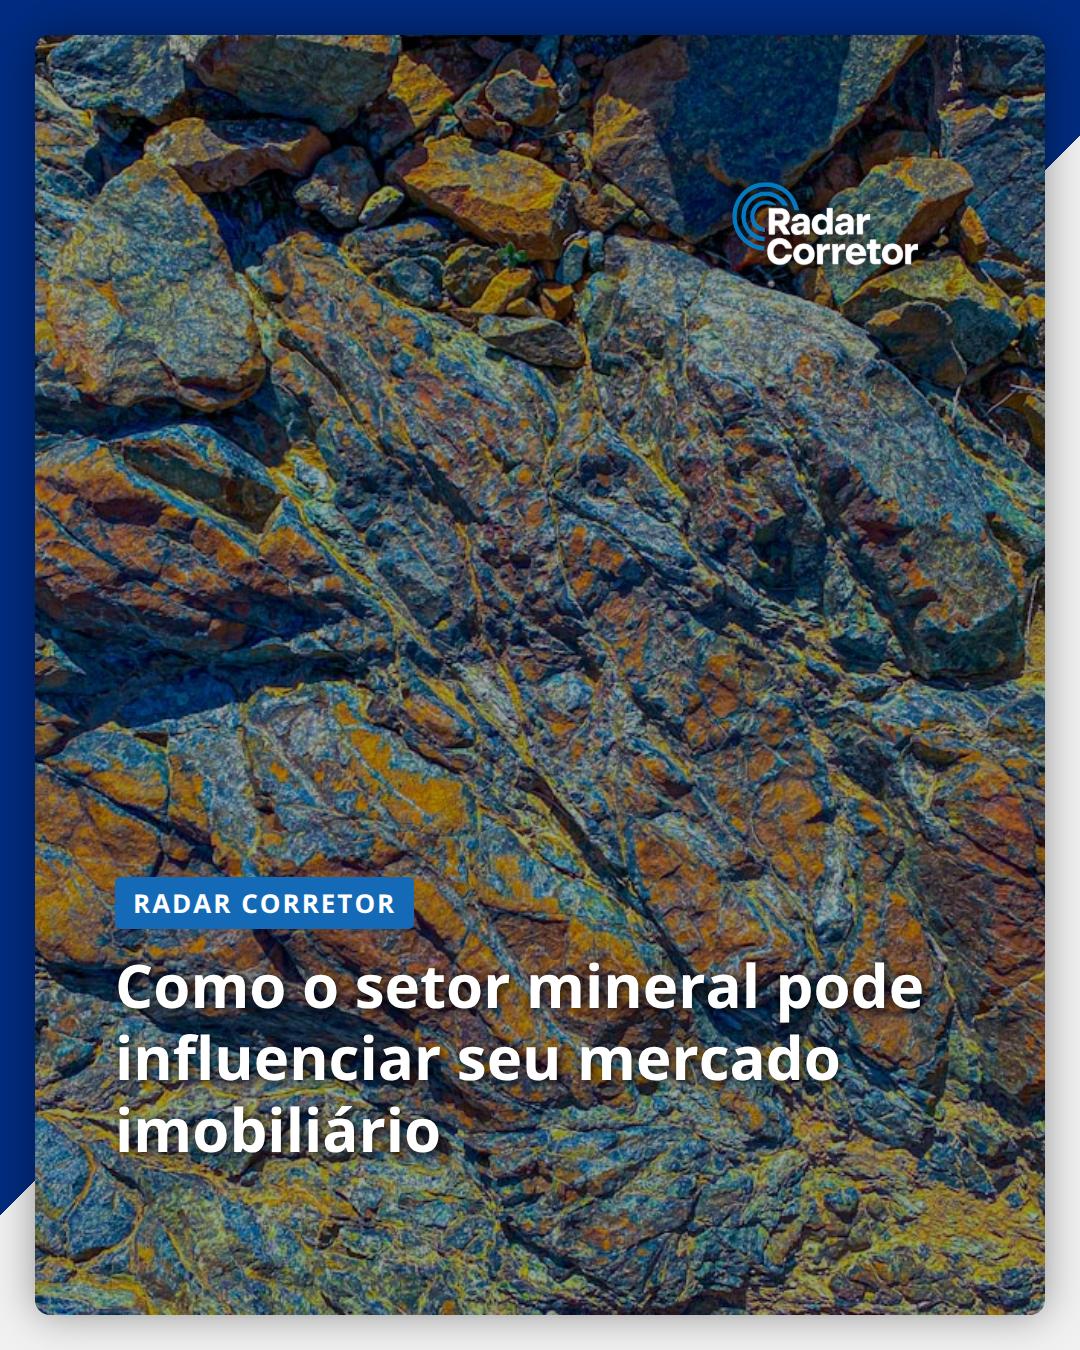 Radar
Corretor
RADAR CORRETOR
Como o setor mineral pode
influenciar seu mercado
imobiliário